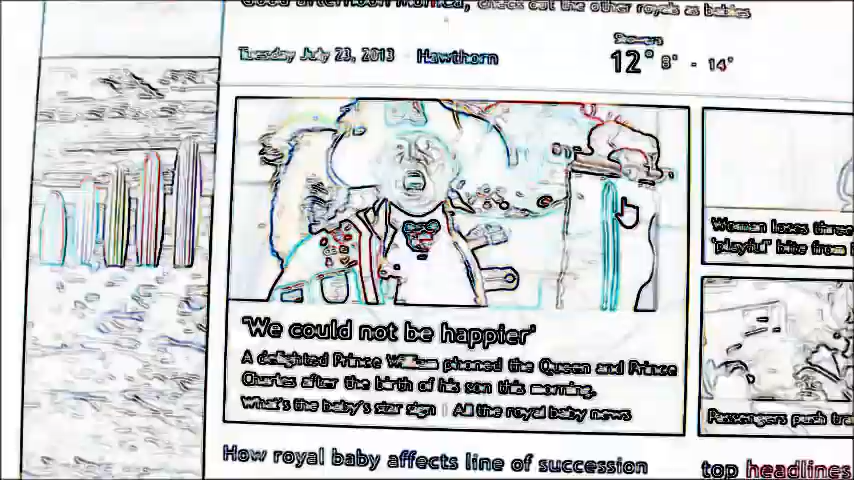 Good afternoon Monica, check out the other royals as babies
Tuesday July 23, 2013 Hawthorn
Showers
12° 8° - 14°
'We could not be happier'
A delighted Prince William phoned the Queen and Prince
Charles after the birth of his son this morning.
What's the baby's star sign | All the royal baby news
How royal baby affects line of succession
Woman loses three
'playful' bite from
Passengers push tra
top headlines